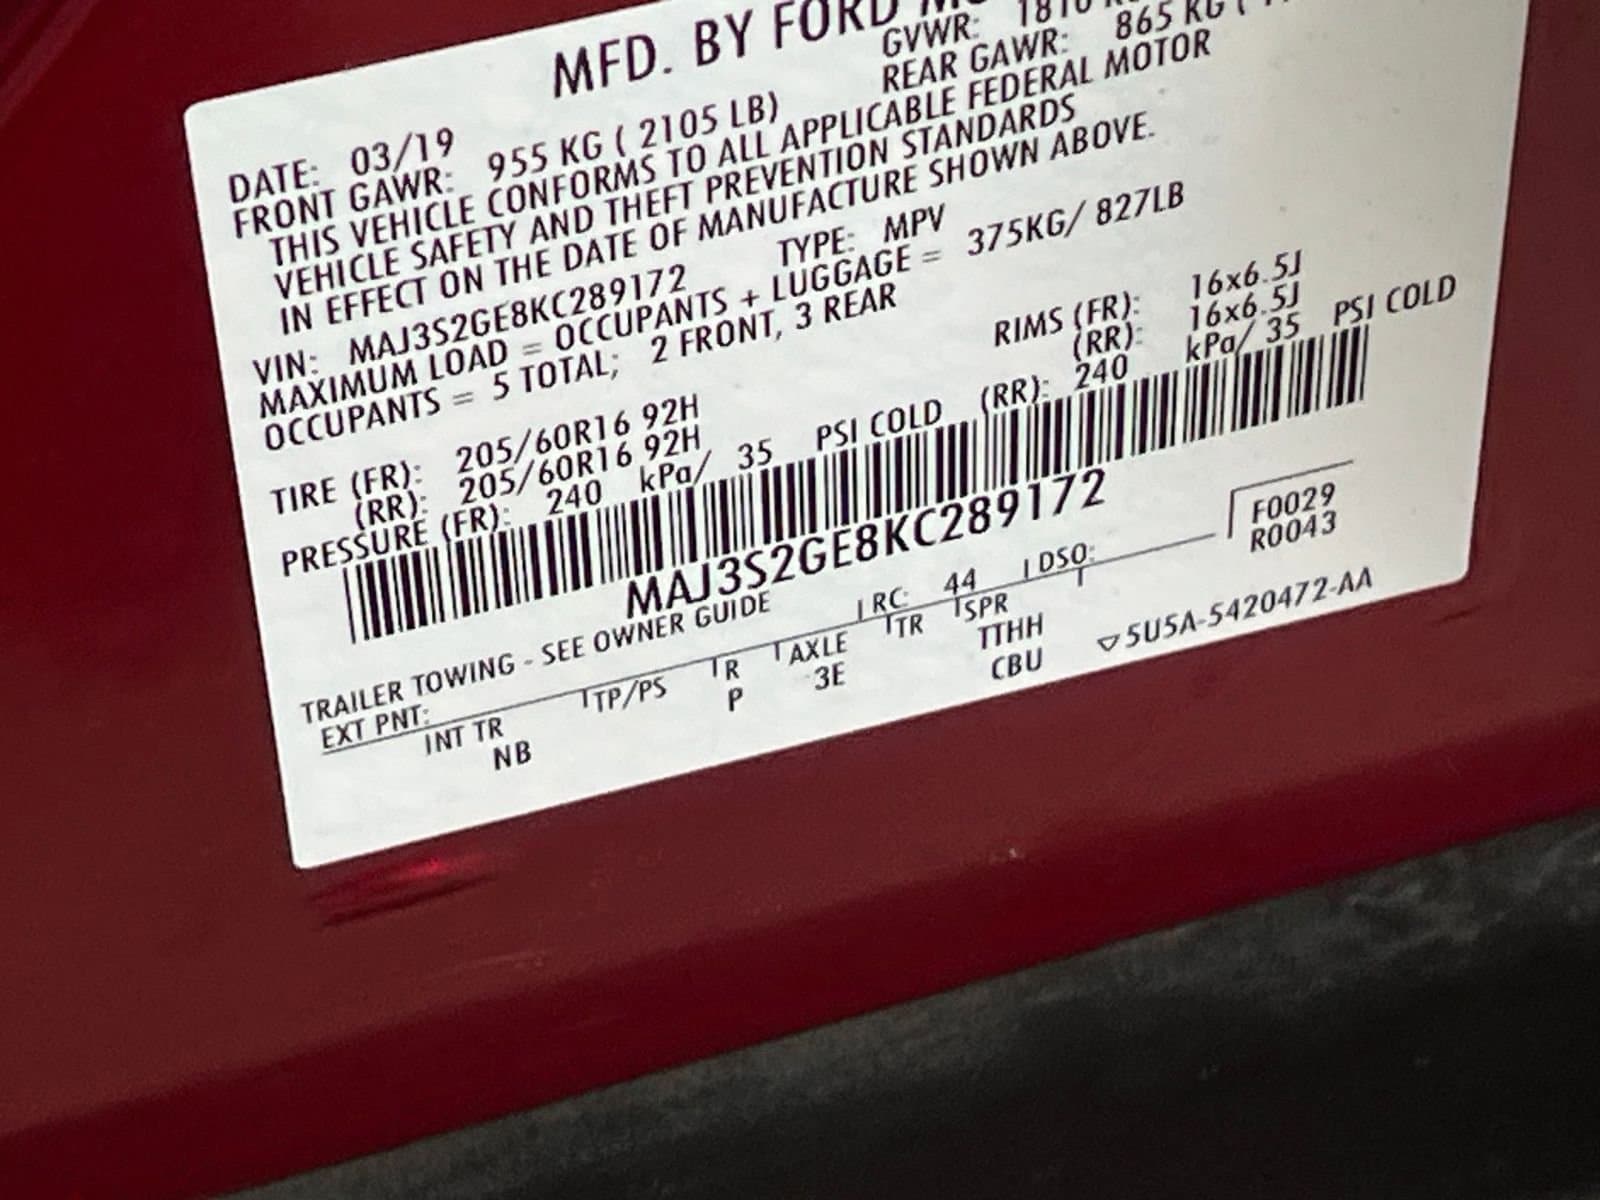 MFD. BY FORD
GVWR:
DATE: 03/19
REAR GAWR: 865 KG (
FRONT GAWR: 955 KG ( 2105 LB)
THIS VEHICLE CONFORMS TO ALL APPLICABLE FEDERAL MOTOR
VEHICLE SAFETY AND THEFT PREVENTION STANDARDS
IN EFFECT ON THE DATE OF MANUFACTURE SHOWN ABOVE.
VIN: MAJ3S2GE8KC289172 TYPE: MPV
MAXIMUM LOAD = OCCUPANTS + LUGGAGE = 375KG/ 827LB
OCCUPANTS = 5 TOTAL; 2 FRONT, 3 REAR
TIRE (FR): 205/60R16 92H RIMS (FR): 16x6.5J
(RR): 205/60R16 92H (RR): 16x6.5J
PRESSURE (FR): 240 kPa/ 35 PSI COLD (RR): 240 kPa/ 35 PSI COLD
MAJ3S2GE8KC289172
TRAILER TOWING - SEE OWNER GUIDE
F0029
R0043
EXT PNT: RC: 44 DSO:
INT TR TP/PS R AXLE TR SPR
NB P 3E TTHH
CBU
▽5U5A-5420472-AA